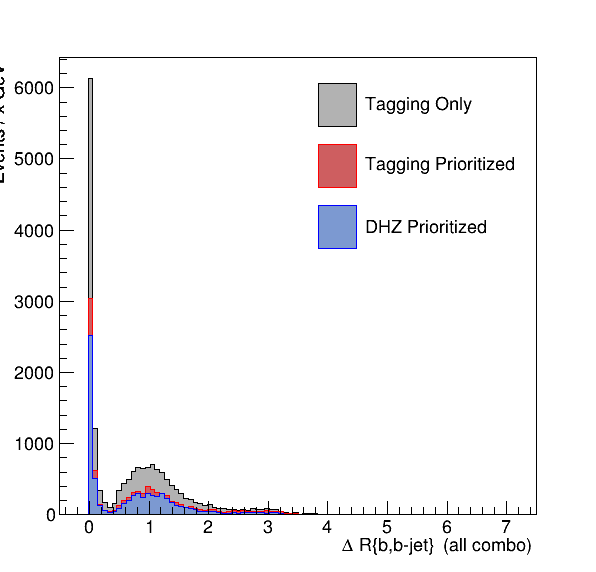 Events / x GeV
6000
5000
4000
3000
2000
1000
0
Tagging Only
Tagging Prioritized
DHZ Prioritized
0 1 2 3 4 5 6 7
Δ R{b,b-jet} (all combo)